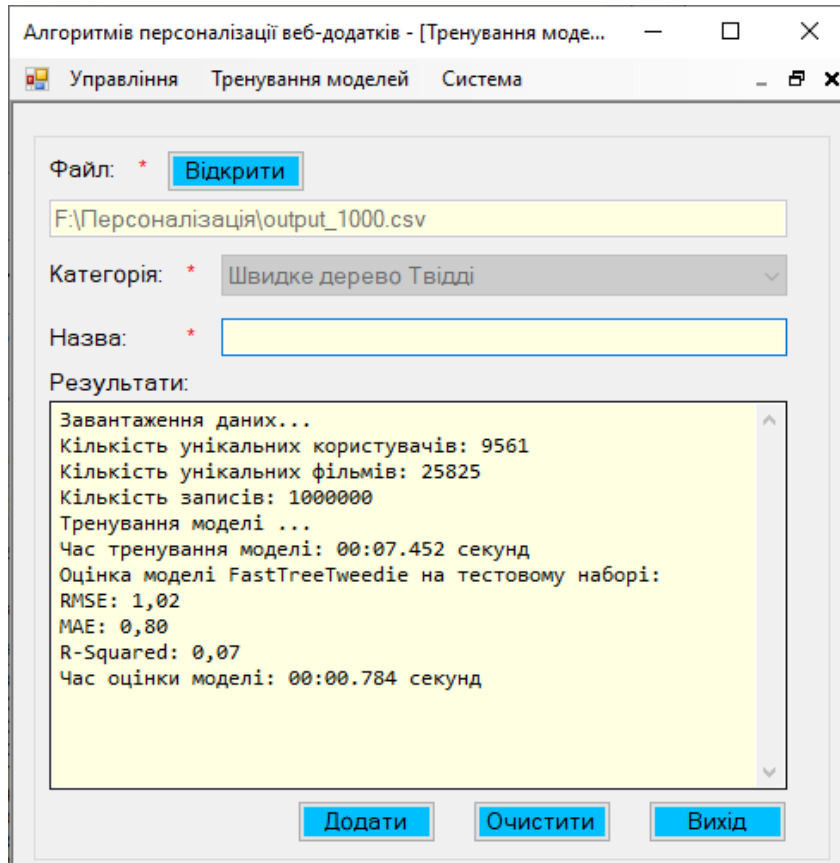 Алгоритмів персоналізації веб-додатків - [Тренування моде...
Управління Тренування моделей Система
Файл: * Відкрити
F:\Персоналізація\output_1000.csv
Категорія: * Швидке дерево Твідді
Назва: *
Результати:
Завантаження даних...
Кількість унікальних користувачів: 9561
Кількість унікальних фільмів: 25825
Кількість записів: 1000000
Тренування моделі ...
Час тренування моделі: 00:07.452 секунд
Оцінка моделі FastTreeTweedie на тестовому наборі:
RMSE: 1,02
MAE: 0,80
R-Squared: 0,07
Час оцінки моделі: 00:00.784 секунд
Додати Очистити Вихід